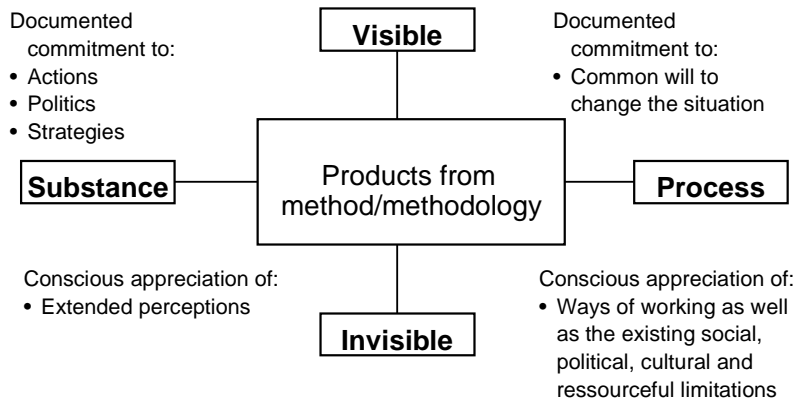 Documented
commitment to:
• Actions
• Politics
• Strategies
Visible
Documented
commitment to:
• Common will to
change the situation
Substance
Products from
method/methodology
Process
Conscious appreciation of:
• Extended perceptions
Invisible
Conscious appreciation of:
• Ways of working as well
as the existing social,
political, cultural and
ressourceful limitations